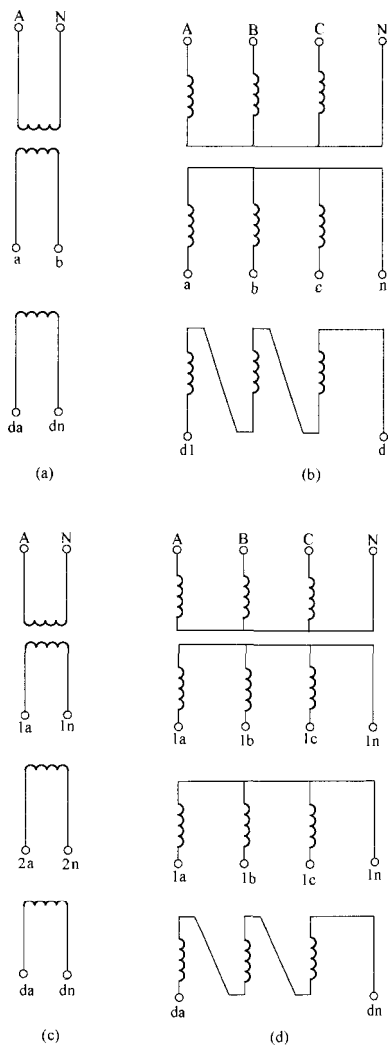 A N
A B C N
a b
a b c n
da dn
d1 d
(a)
(b)
A N
A B C N
1a 1n
1a 1b 1c 1n
2a 2n
1a 1b 1c 1n
da dn
da dn
(c)
(d)